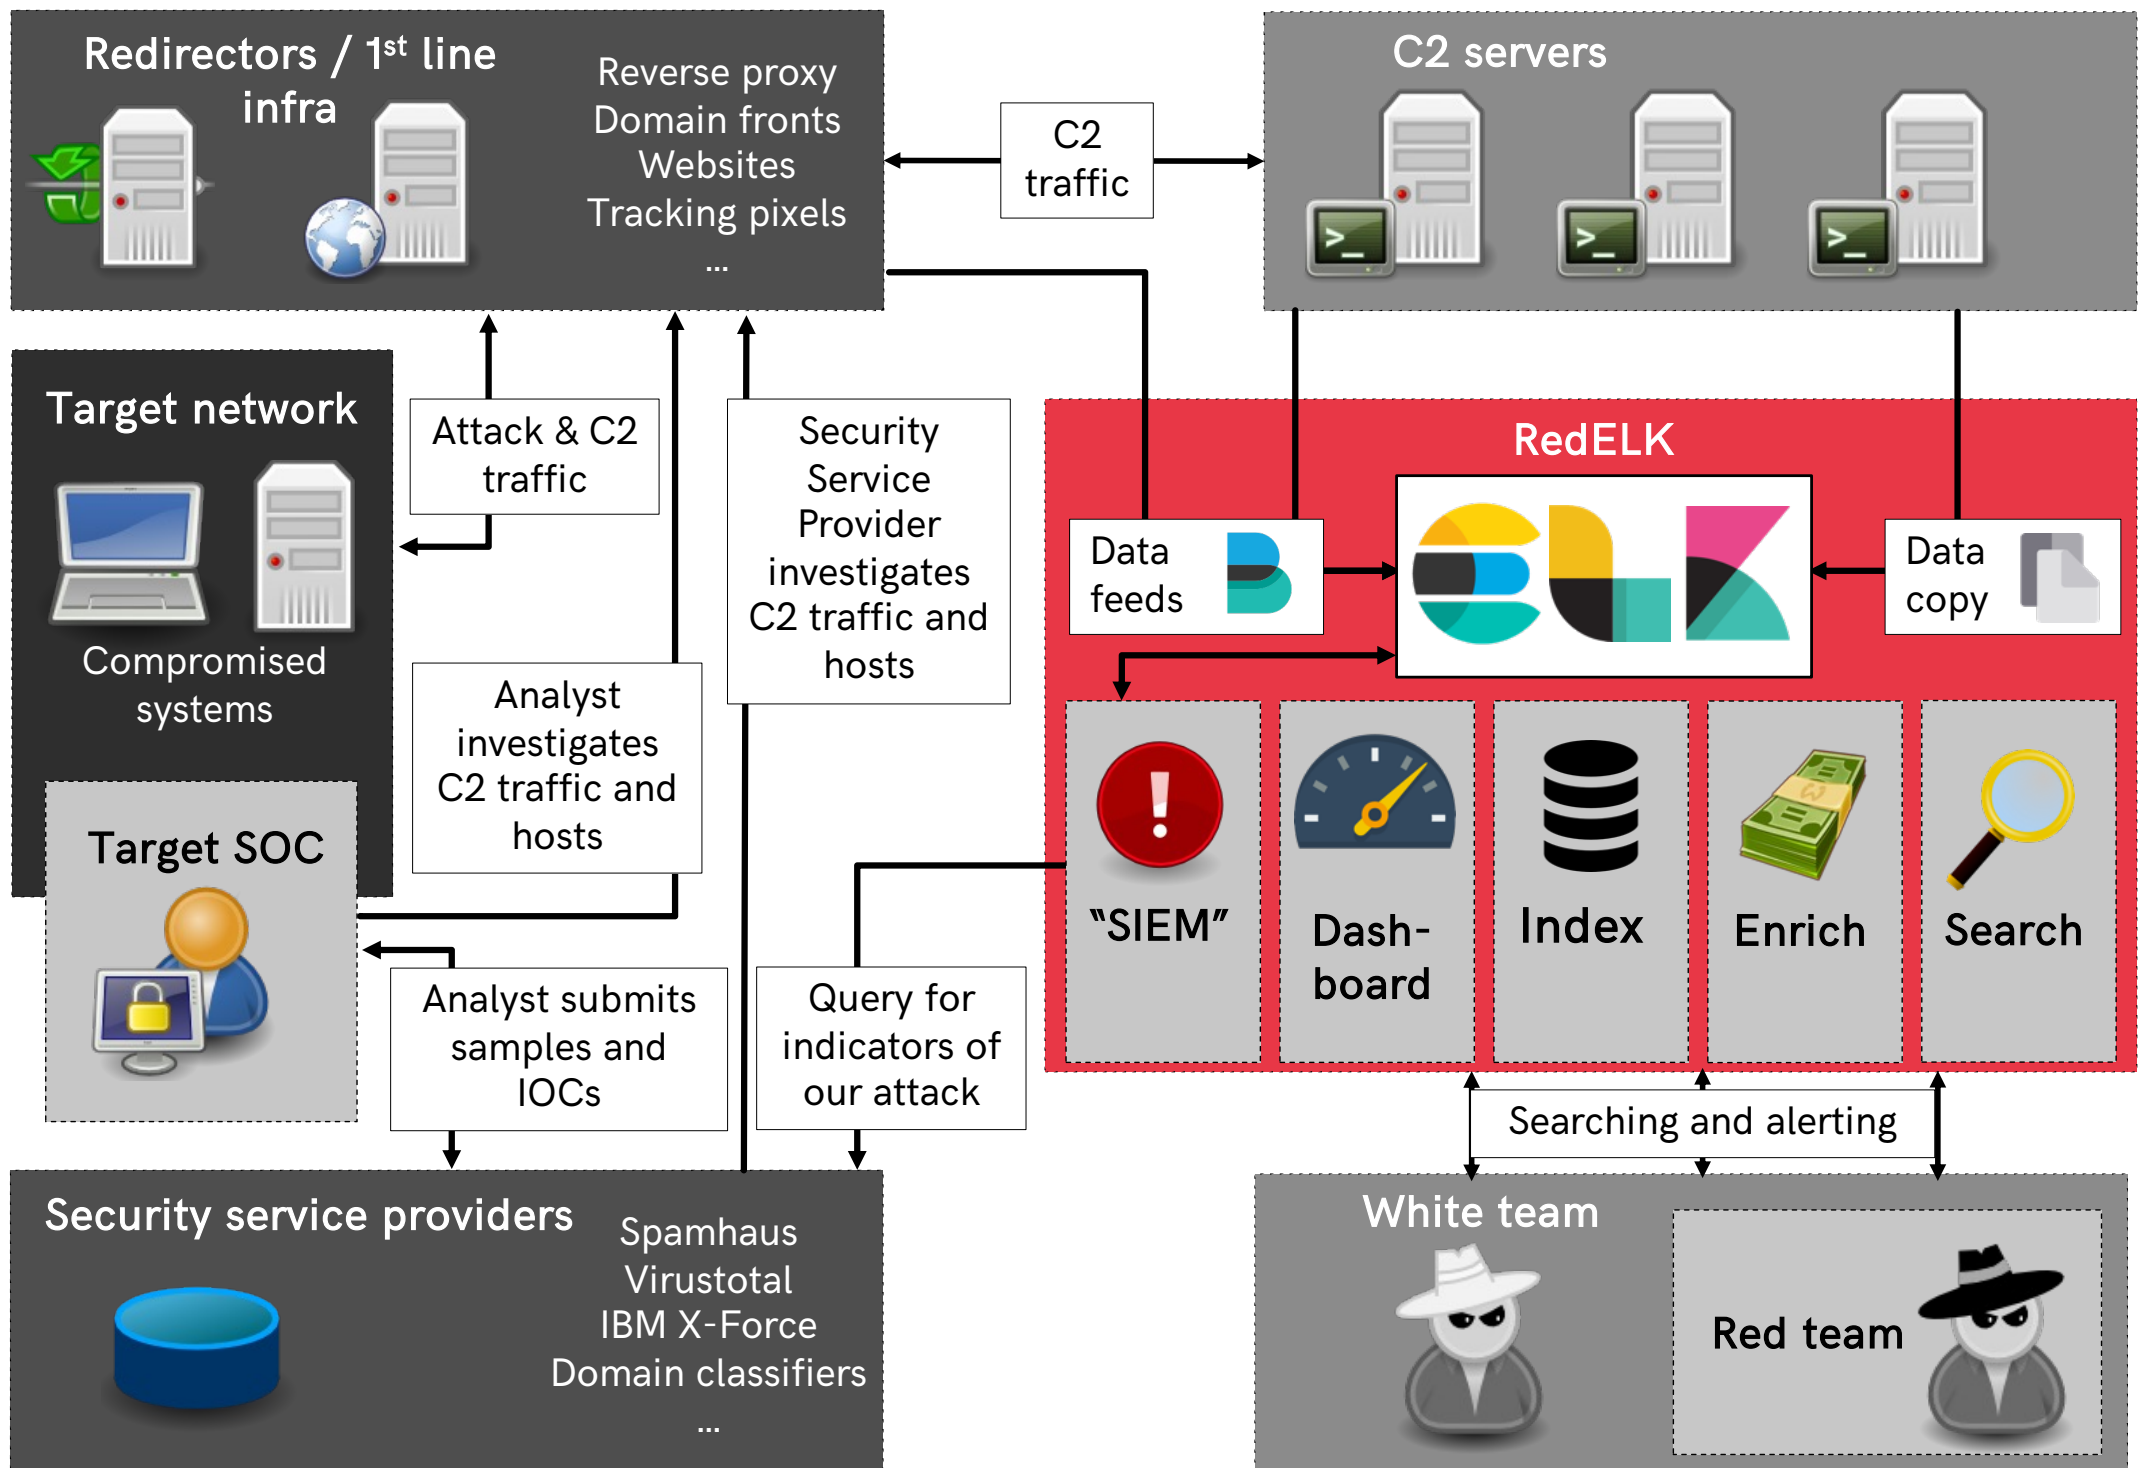 Redirectors / 1st line
infra
Reverse proxy
Domain fronts
Websites
Tracking pixels
...
C2
traffic
C2 servers
Target network
Compromised
systems
Attack & C2
traffic
Security
Service
Provider
investigates
C2 traffic and
hosts
Analyst
investigates
C2 traffic and
hosts
Target SOC
Analyst submits
samples and
IOCs
Query for
indicators of
our attack
RedELK
Data
feeds
Data
copy
“SIEM”
Dash-
board
Index
Enrich
Search
Searching and alerting
Security service providers
Spamhaus
Virustotal
IBM X-Force
Domain classifiers
...
White team
Red team